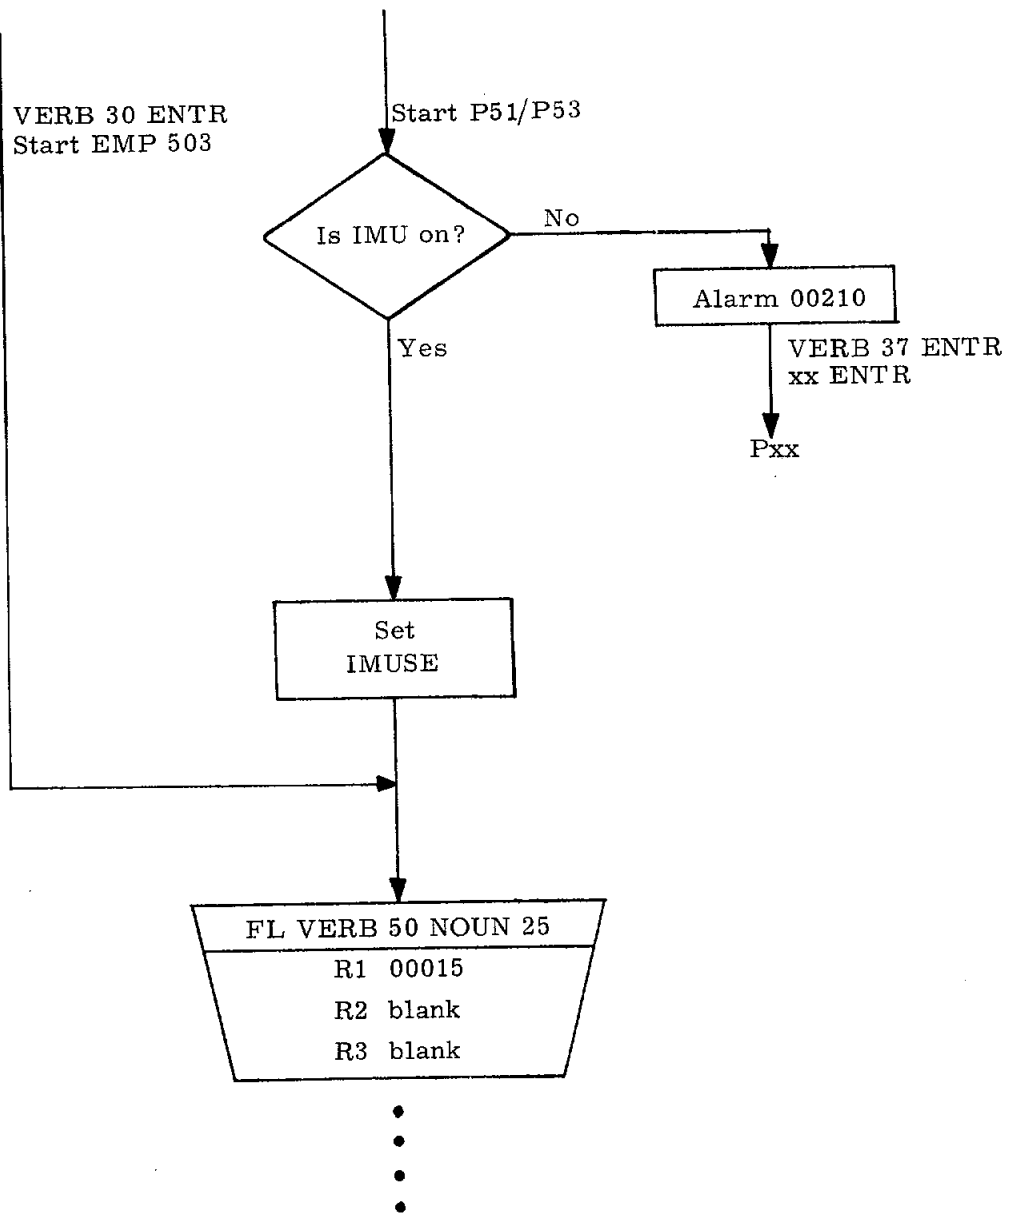 VERB 30 ENTR
Start EMP 503
Start P51/P53
Is IMU on?
No
Alarm 00210
VERB 37 ENTR
xx ENTR
Pxx
Yes
Set
IMUSE
FL VERB 50 NOUN 25
R1 00015
R2 blank
R3 blank